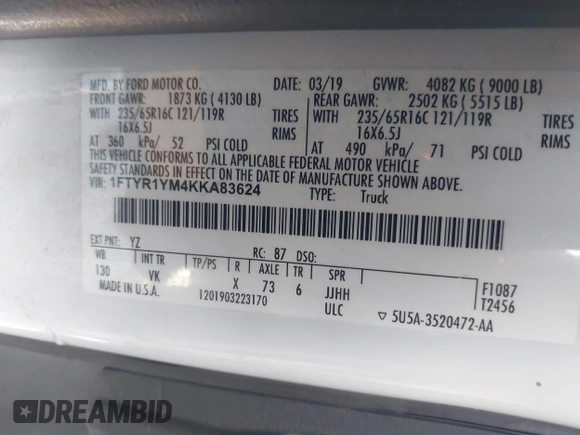 MFD. BY FORD MOTOR CO.
DATE: 03/19 GVWR: 4082 KG ( 9000 LB)
FRONT GAWR: 1873 KG ( 4130 LB)
REAR GAWR: 2502 KG ( 5515 LB)
WITH 235/65R16C 121/119R TIRES
WITH 235/65R16C 121/119R TIRES
16X6.5J RIMS
16X6.5J RIMS
AT 360 kPa/ 52 PSI COLD
AT 490 kPa/ 71 PSI COLD
THIS VEHICLE CONFORMS TO ALL APPLICABLE FEDERAL MOTOR VEHICLE
SAFETY STANDARDS IN EFFECT ON THE DATE OF MANUFACTURE SHOWN ABOVE.
VIN: 1FTYR1YM4KKA83624
TYPE: Truck
EXT PNT: YZ RC: 87 DSO:
WB INT TR TP/PS R AXLE TR SPR
130 VK X 73 6 JJHH
F1087
T2456
MADE IN U.S.A. 1201903223170 ULC
▽ 5U5A-3520472-AA
DREAMBID